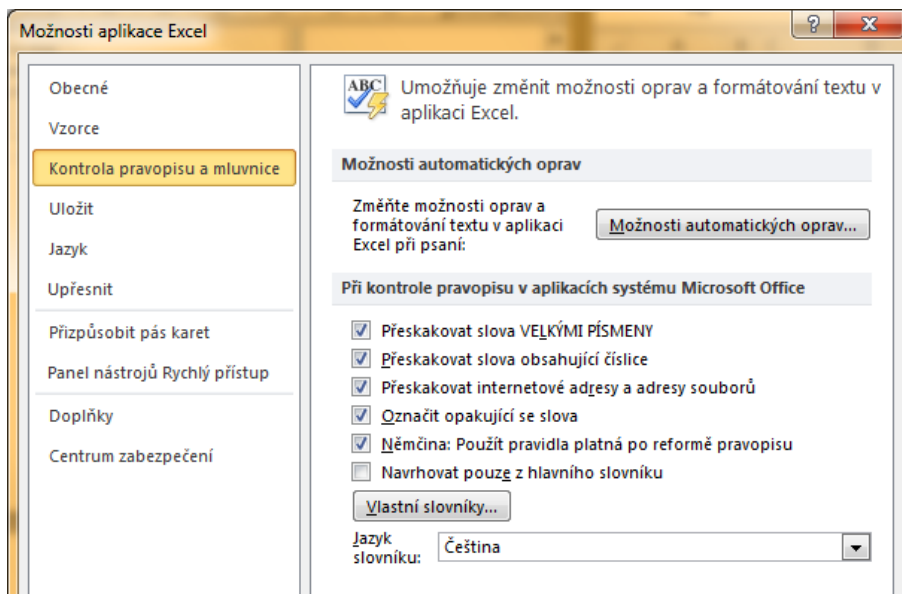 Možnosti aplikace Excel
Obecné
Vzorce
Kontrola pravopisu a mluvnice
Uložit
Jazyk
Upřesnit
Přizpůsobit pás karet
Panel nástrojů Rychlý přístup
Doplňky
Centrum zabezpečení
ABC
Umožňuje změnit možnosti oprav a formátování textu v
aplikaci Excel.
Možnosti automatických oprav
Změňte možnosti oprav a
formátování textu v aplikaci
Excel při psaní:
Možnosti automatických oprav...
Při kontrole pravopisu v aplikacích systému Microsoft Office
Přeskakovat slova VELKÝMI PÍSMENY
Přeskakovat slova obsahující číslice
Přeskakovat internetové adresy a adresy souborů
Označit opakující se slova
Němčina: Použít pravidla platná po reformě pravopisu
Navrhovat pouze z hlavního slovníku
Vlastní slovníky...
Jazyk
slovníku:
Čeština